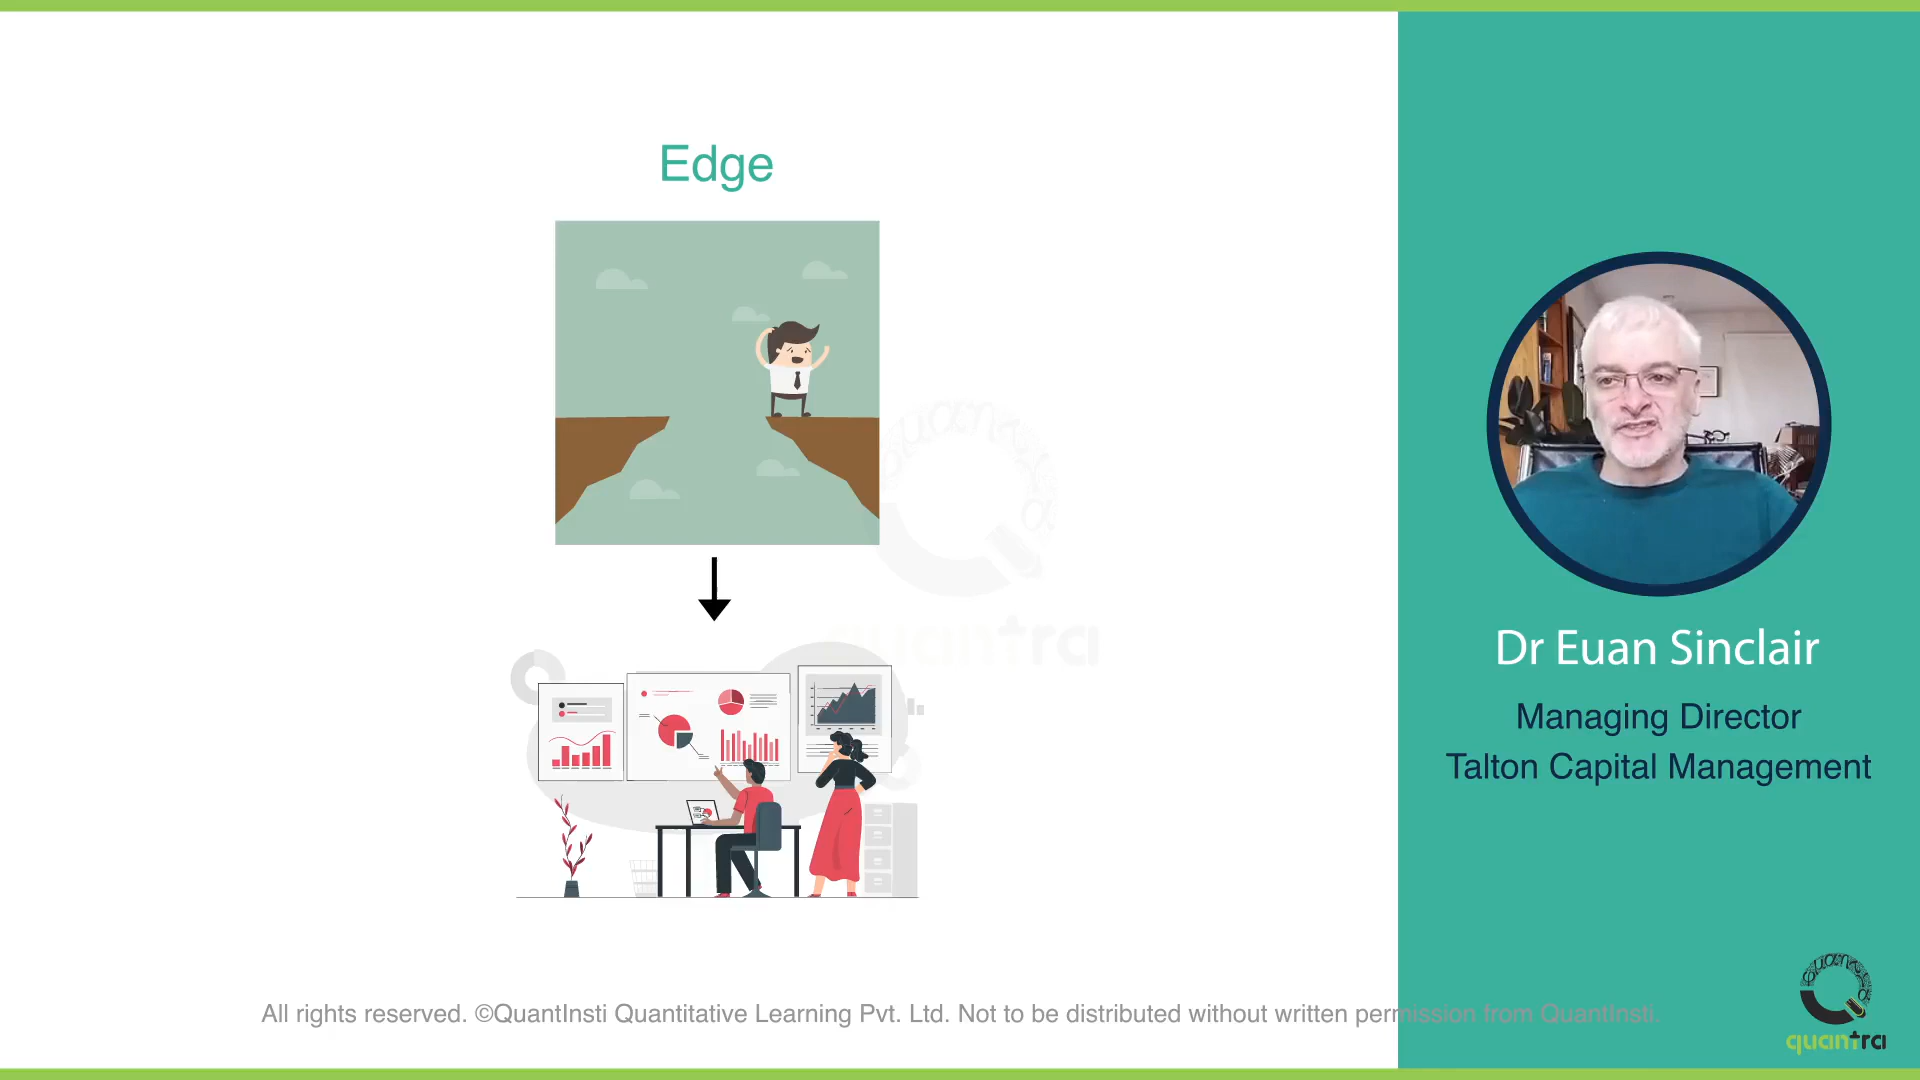 Edge
quantra
Dr Euan Sinclair
Managing Director
Talton Capital Management
All rights reserved. ©QuantInsti Quantitative Learning Pvt. Ltd. Not to be distributed without written permission from QuantInsti.
quantra